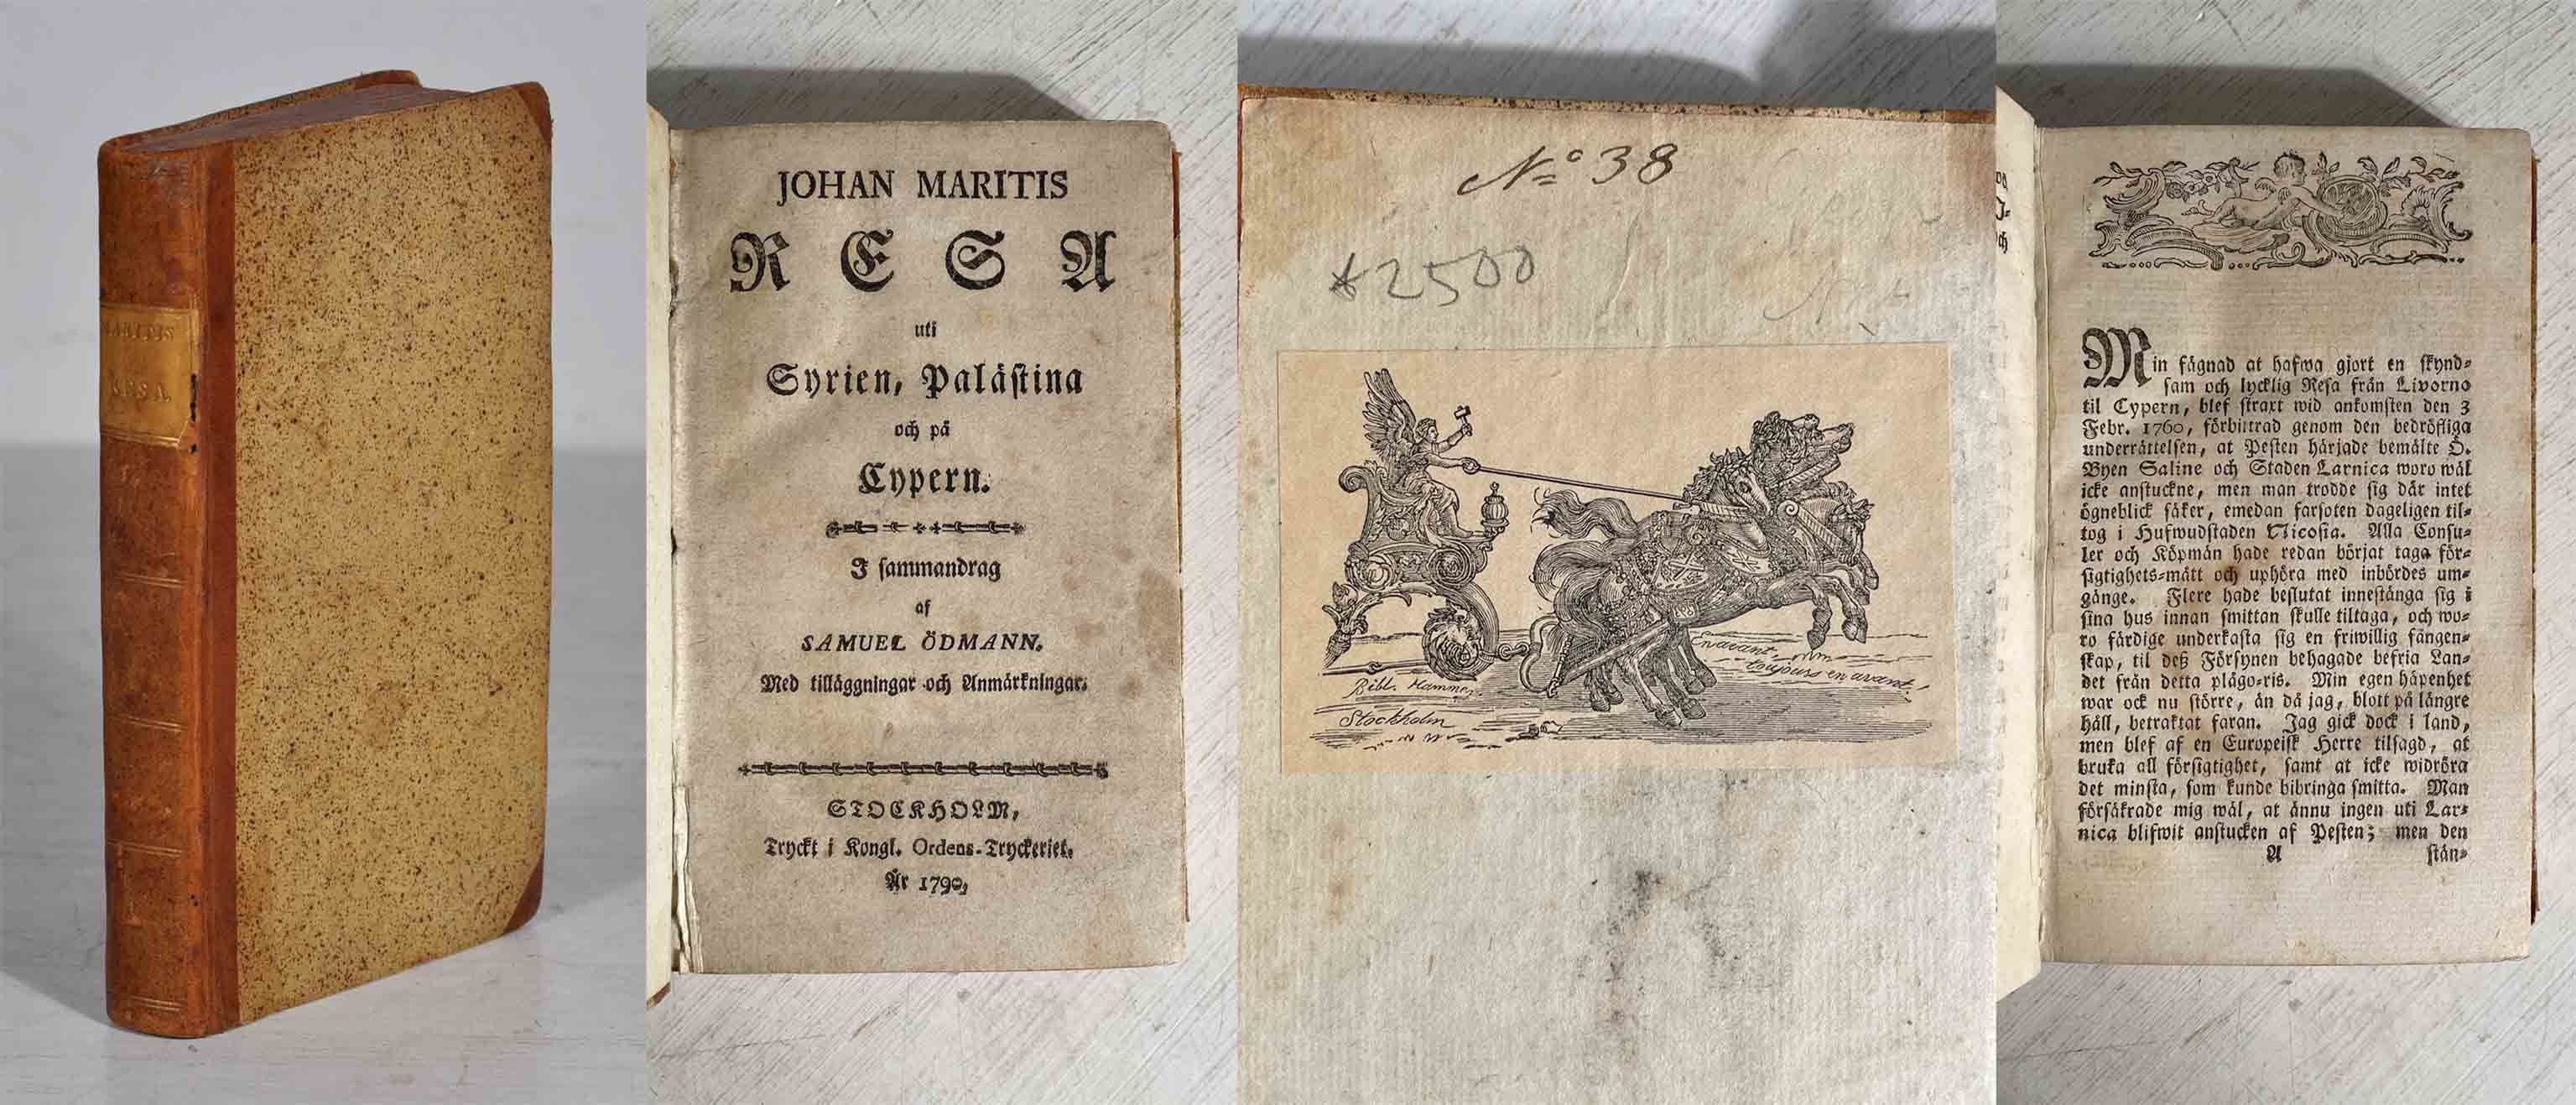 MARITIS
RESA
JOHAN MARITIS
RESA
uti
Syrien, Palästina
och på
Cypern.
I sammandrag
af
SAMUEL ÖDMANN.
Med tilläggningar och Anmärkningar.
STOCKHOLM,
Tryckt i Kongl. Ordens-Tryckeriet.
År 1790,
No 38
*2500
En avant,
toujours en avant!
Bibl. Hammer.
Stockholm
Min fägnad at hafwa gjort en skynd-
sam och lycklig Resa från Livorno
til Cypern, blef straxt wid ankomsten den 3
Febr. 1760, förbittrad genom den bedröfliga
underrättelsen, at Pesten härjade bemälte Ö.
Byen Saline och Staden Larnica woro wäl
icke anstuckne, men man trodde sig där intet
ögneblick säker, emedan farsoten dageligen til-
tog i Hufwudstaden Nicosia. Alla Consu-
ler och Köpmän hade redan börjat taga för-
sigtighets-mått och uphöra med inbördes um-
gänge. Flere hade beslutat innestänga sig i
sina hus innan smittan skulle tiltaga, och wo-
ro färdige underkasta sig en friwillig fången-
skap, til deß Försynen behagade befria Lan-
det från detta plågo-ris. Min egen häpenhet
war ock nu större, än då jag, blott på längre
håll, betraktat faran. Jag gick dock i land,
men blef af en Europeisk Herre tilsagd, at
bruka all försigtighet, samt at icke widröra
det minsta, som kunde bibringa smitta. Man
försäkrade mig wäl, at ännu ingen uti Lar-
nica blifwit anstucken af Pesten; men den
A
stän-